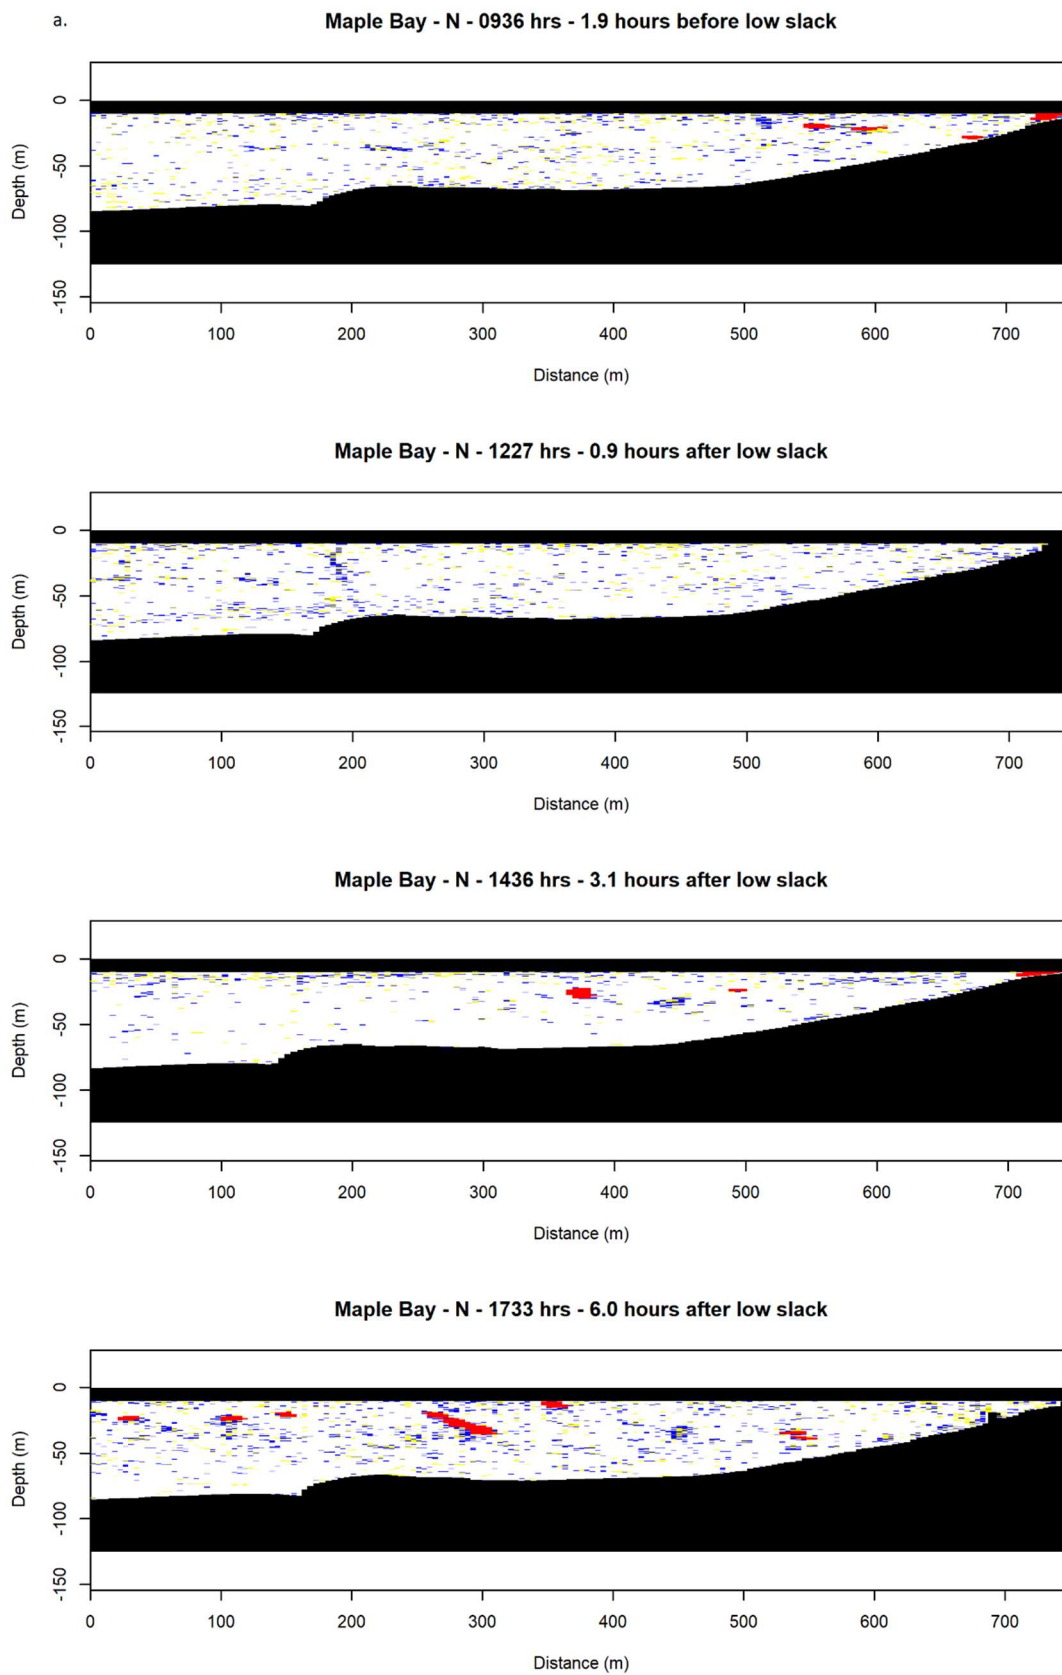 a.
Maple Bay - N - 0936 hrs - 1.9 hours before low slack
0
-50
-100
-150
Depth (m)
0 100 200 300 400 500 600 700
Distance (m)
Maple Bay - N - 1227 hrs - 0.9 hours after low slack
0
-50
-100
-150
Depth (m)
0 100 200 300 400 500 600 700
Distance (m)
Maple Bay - N - 1436 hrs - 3.1 hours after low slack
0
-50
-100
-150
Depth (m)
0 100 200 300 400 500 600 700
Distance (m)
Maple Bay - N - 1733 hrs - 6.0 hours after low slack
0
-50
-100
-150
Depth (m)
0 100 200 300 400 500 600 700
Distance (m)